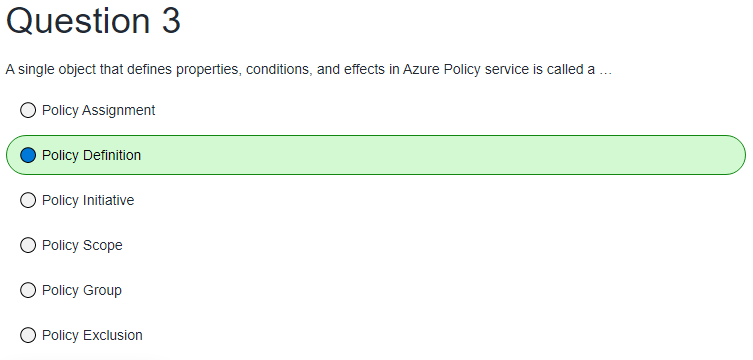 Question 3
A single object that defines properties, conditions, and effects in Azure Policy service is called a …
Policy Assignment
Policy Definition
Policy Initiative
Policy Scope
Policy Group
Policy Exclusion